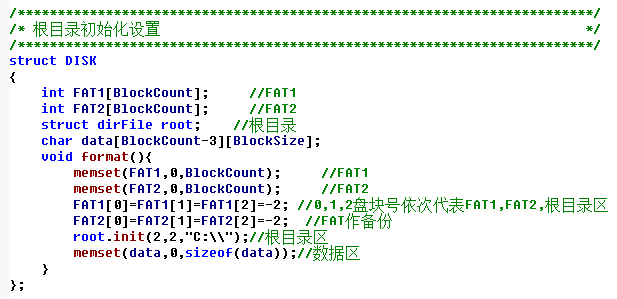 /***********************************************************************/
/* 根目录初始化设置                                                    */
/***********************************************************************/
struct DISK
{
    int FAT1[BlockCount];     //FAT1
    int FAT2[BlockCount];     //FAT2
    struct dirFile root;    //根目录
    char data[BlockCount-3][BlockSize];
    void format(){
        memset(FAT1,0,BlockCount);     //FAT1
        memset(FAT2,0,BlockCount);     //FAT2
        FAT1[0]=FAT1[1]=FAT1[2]=-2; //0,1,2盘块号依次代表FAT1,FAT2,根目录区
        FAT2[0]=FAT2[1]=FAT2[2]=-2;  //FAT作备份
        root.init(2,2,"C:\\");//根目录区
        memset(data,0,sizeof(data));//数据区
    }
};